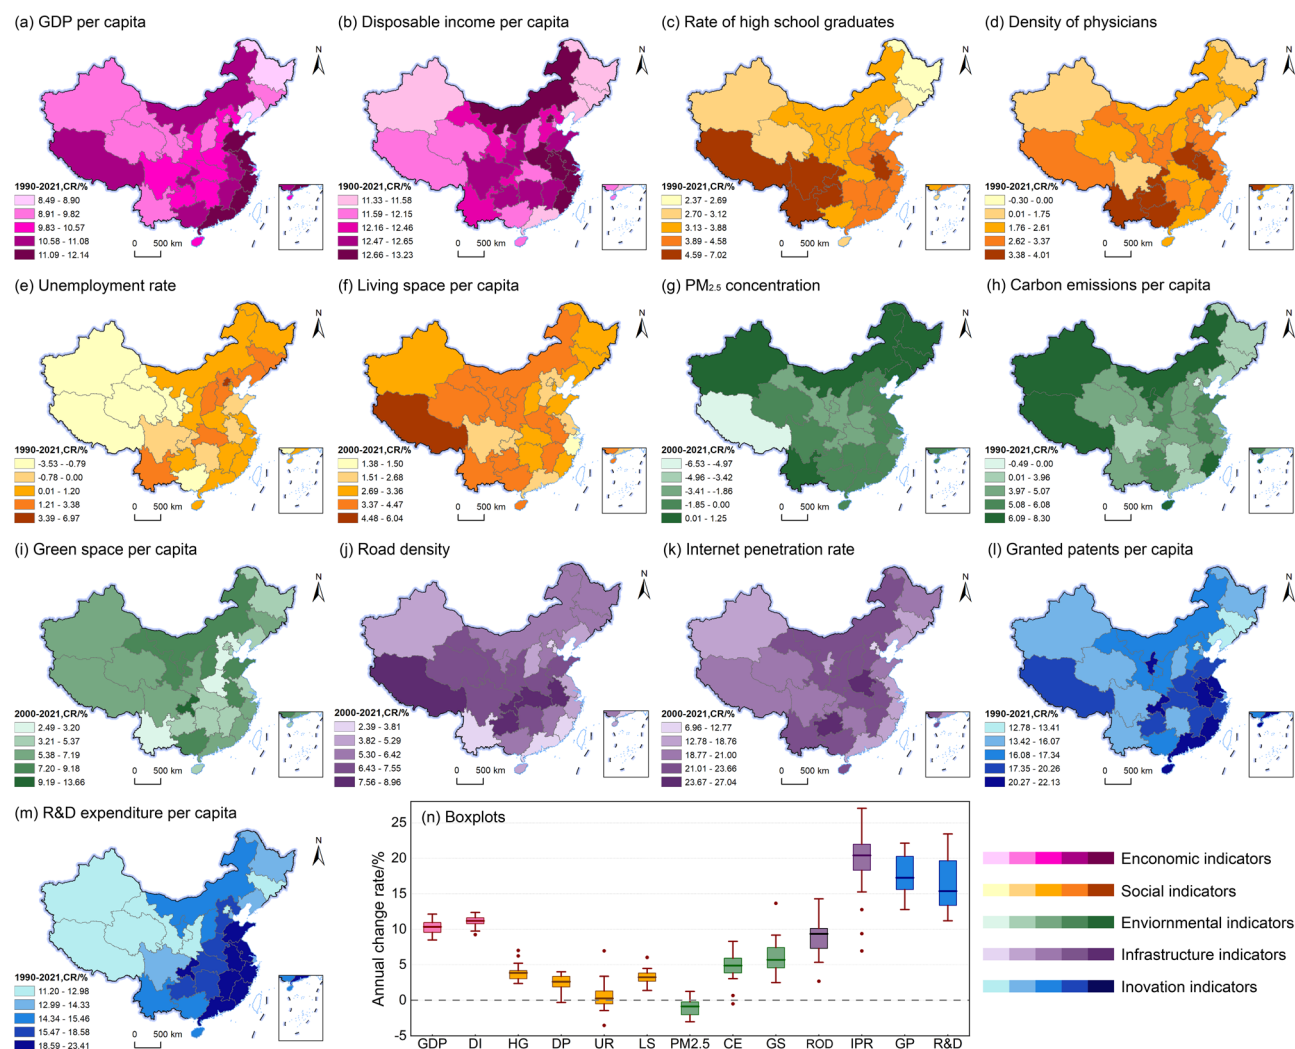 (a) GDP per capita
N
1990-2021,CR/%
8.49 - 8.90
8.91 - 9.82
9.83 - 10.57
10.58 - 11.08
11.09 - 12.14
0 500 km
(b) Disposable income per capita
N
1990-2021,CR/%
11.33 - 11.58
11.59 - 12.15
12.16 - 12.46
12.47 - 12.65
12.66 - 13.23
0 500 km
(c) Rate of high school graduates
N
1990-2021,CR/%
2.37 - 2.69
2.70 - 3.12
3.13 - 3.88
3.89 - 4.58
4.59 - 7.02
0 500 km
(d) Density of physicians
N
1990-2021,CR/%
-0.30 - 0.00
0.01 - 1.75
1.76 - 2.61
2.62 - 3.37
3.38 - 4.01
0 500 km
(e) Unemployment rate
N
1990-2021,CR/%
-3.53 - -0.79
-0.78 - 0.00
0.01 - 1.20
1.21 - 3.38
3.39 - 6.97
0 500 km
(f) Living space per capita
N
2000-2021,CR/%
1.38 - 1.50
1.51 - 2.68
2.69 - 3.36
3.37 - 4.47
4.48 - 6.04
0 500 km
(g) PM2.5 concentration
N
2000-2021,CR/%
-6.53 - -4.97
-4.96 - -3.42
-3.41 - -1.86
-1.85 - 0.00
0.01 - 1.25
0 500 km
(h) Carbon emissions per capita
N
1990-2021,CR/%
-0.49 - 0.00
0.01 - 3.96
3.97 - 5.07
5.08 - 6.08
6.09 - 8.30
0 500 km
(i) Green space per capita
N
2000-2021,CR/%
2.49 - 3.20
3.21 - 5.37
5.38 - 7.19
7.20 - 9.18
9.19 - 13.66
0 500 km
(j) Road density
N
2000-2021,CR/%
2.39 - 3.81
3.82 - 5.29
5.30 - 6.42
6.43 - 7.55
7.56 - 8.96
0 500 km
(k) Internet penetration rate
N
2000-2021,CR/%
6.96 - 12.77
12.78 - 18.76
18.77 - 21.00
21.01 - 23.66
23.67 - 27.04
0 500 km
(l) Granted patents per capita
N
1990-2021,CR/%
12.78 - 13.41
13.42 - 16.07
16.08 - 17.34
17.35 - 20.26
20.27 - 22.13
0 500 km
(m) R&D expenditure per capita
N
1990-2021,CR/%
11.20 - 12.98
12.99 - 14.33
14.34 - 15.46
15.47 - 18.58
18.59 - 23.41
0 500 km
(n) Boxplots
Annual change rate/%
25
20
15
10
5
0
-5
GDP DI HG DP UR LS PM2.5 CE GS ROD IPR GP R&D
Enconomic indicators
Social indicators
Enviornmental indicators
Infrastructure indicators
Inovation indicators